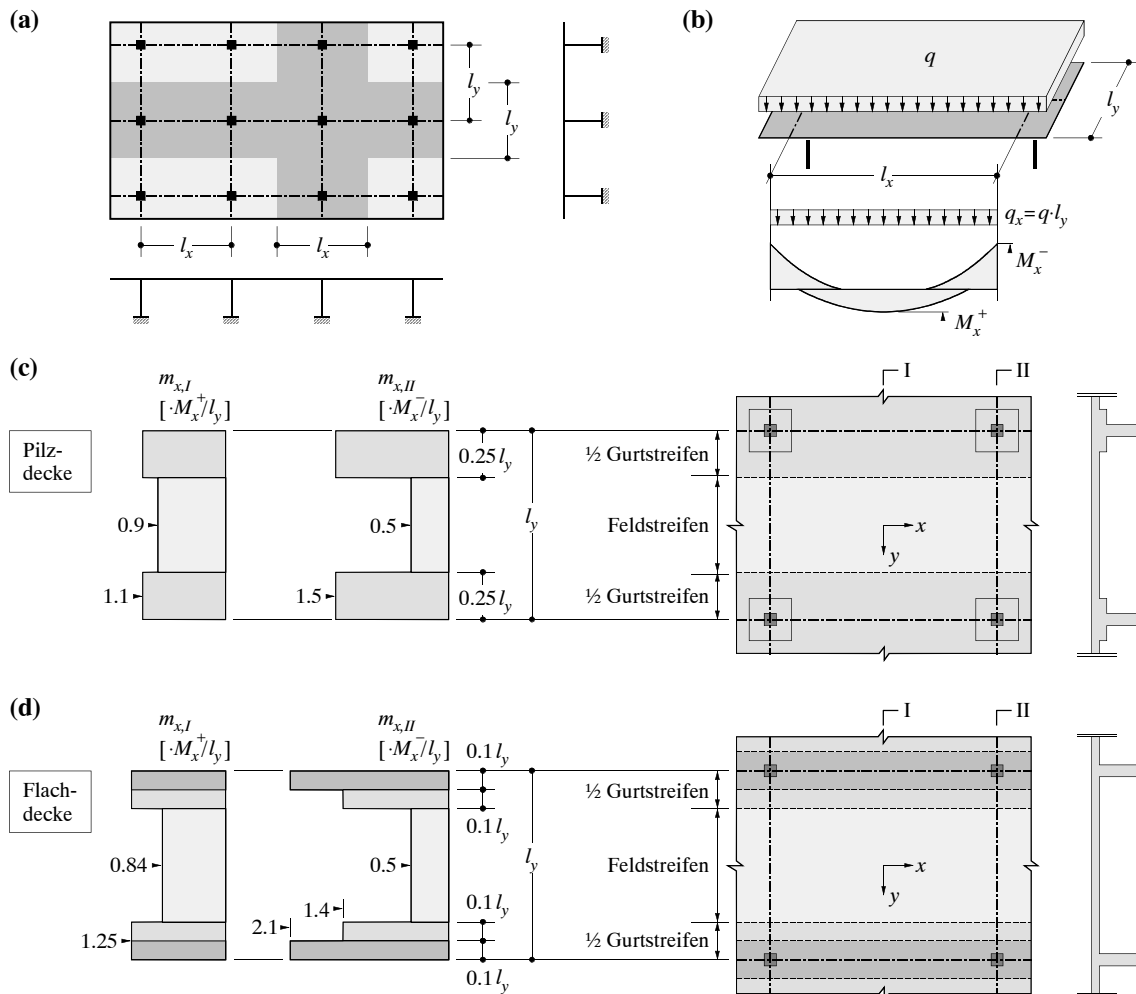 (a)
l_y
l_y
l_x
l_x
(b)
q
l_y
l_x
q_x = q·l_y
M_x^-
M_x^+
(c)
m_{x,I}
[·M_x^+/l_y]
m_{x,II}
[·M_x^-/l_y]
I
II
Pilz-
decke
0.25 l_y
½ Gurtstreifen
0.9
0.5
l_y
Feldstreifen
x
y
1.1
1.5
0.25 l_y
½ Gurtstreifen
(d)
m_{x,I}
[·M_x^+/l_y]
m_{x,II}
[·M_x^-/l_y]
I
II
Flach-
decke
0.1 l_y
½ Gurtstreifen
0.1 l_y
0.84
0.5
l_y
Feldstreifen
x
y
1.4
0.1 l_y
2.1
1.25
½ Gurtstreifen
0.1 l_y